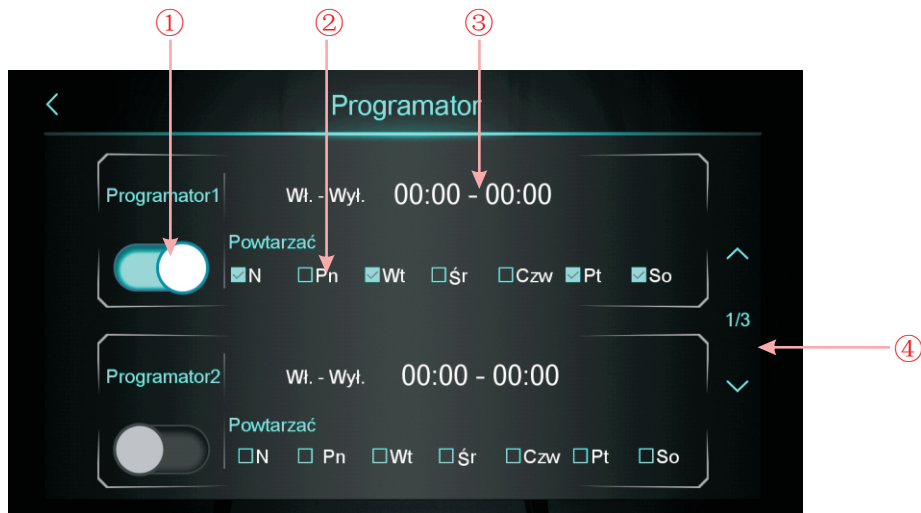 ① ② ③
Programator
Programator1 Wł. - Wył. 00:00 - 00:00
Powtarzać
N Pn Wt Śr Czw Pt So
1/3
④
Programator2 Wł. - Wył. 00:00 - 00:00
Powtarzać
N Pn Wt Śr Czw Pt So